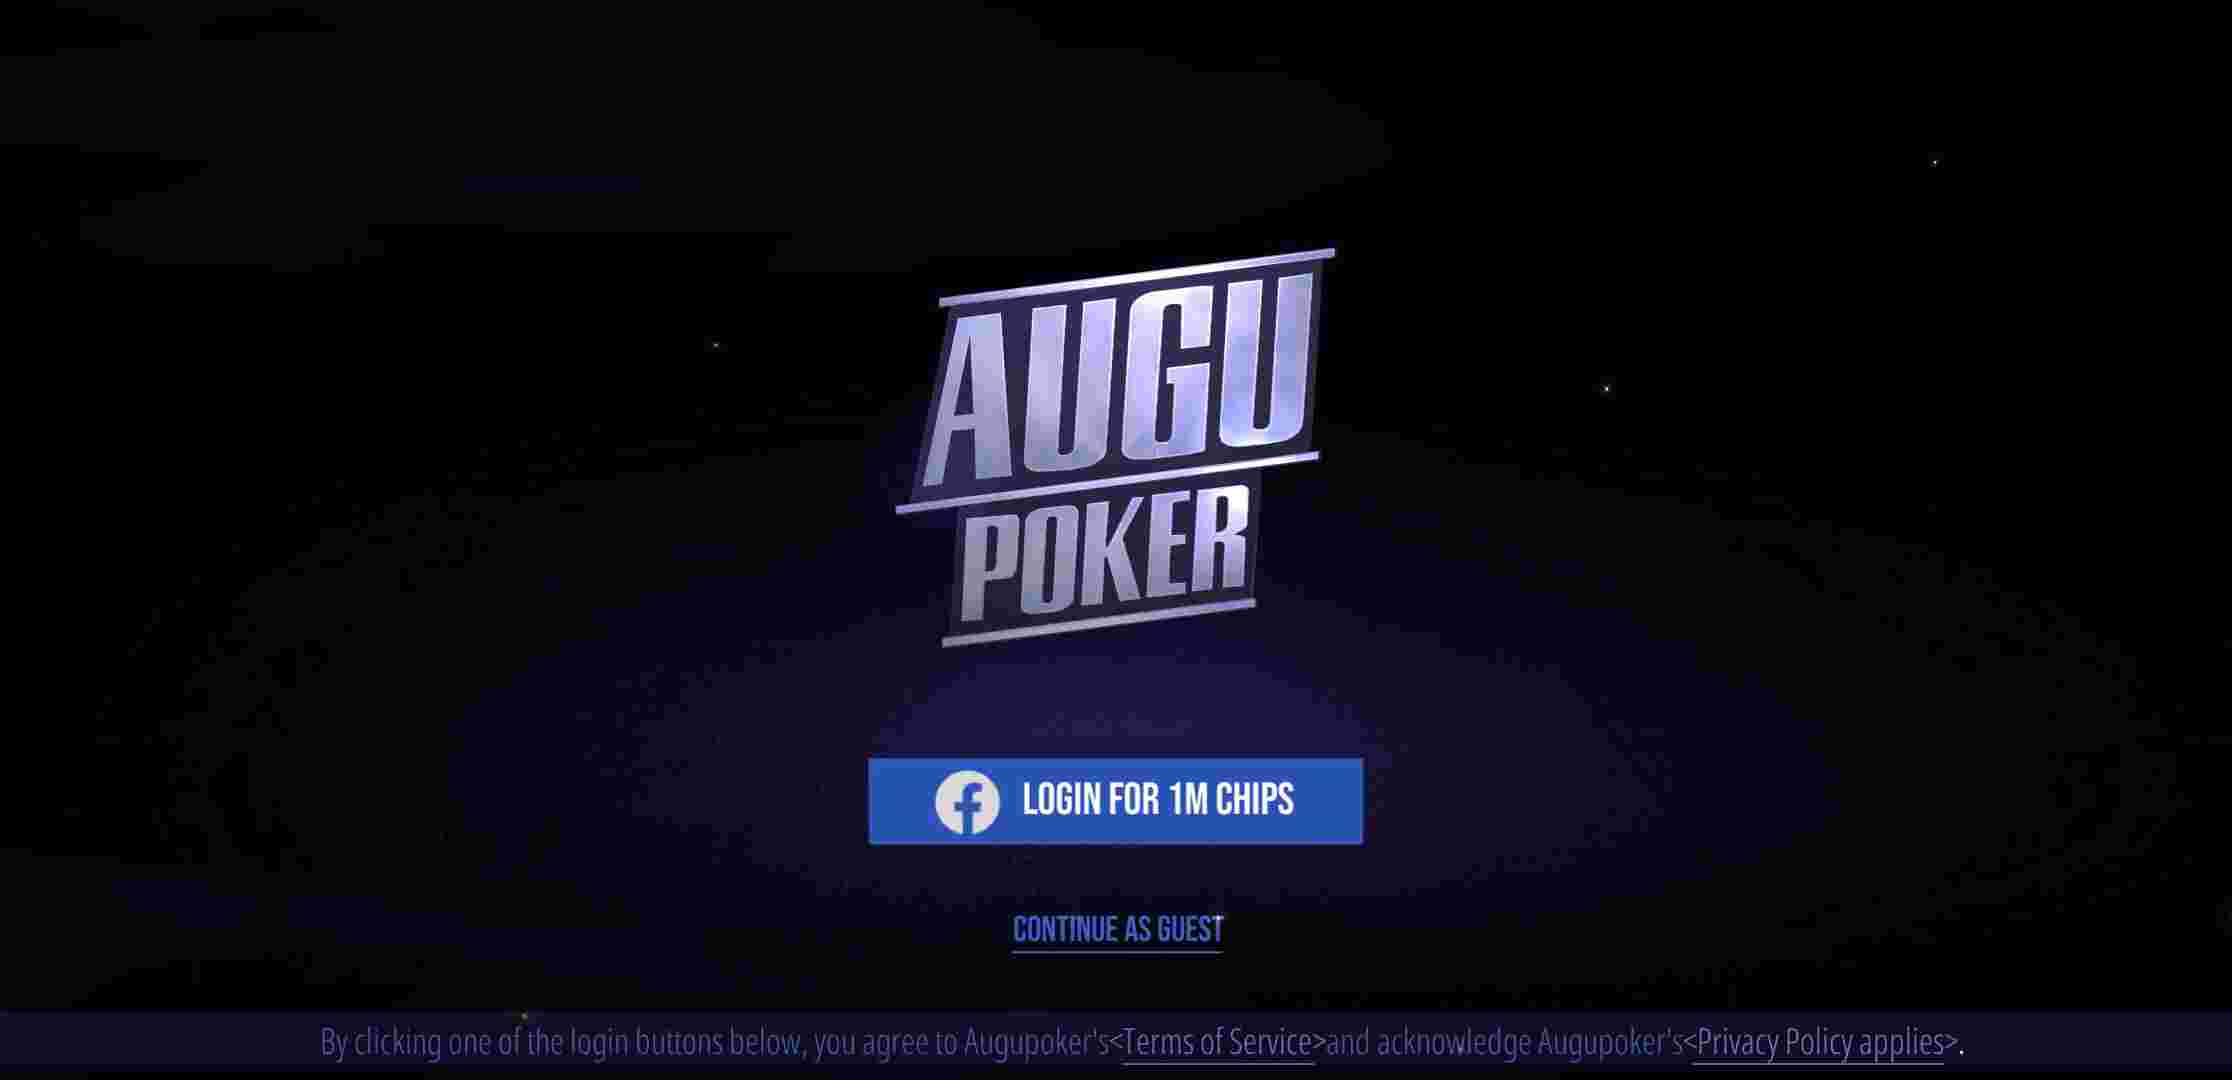 AUGU
POKER
LOGIN FOR 1M CHIPS
CONTINUE AS GUEST
By clicking one of the login buttons below, you agree to Augupoker's<Terms of Service>and acknowledge Augupoker's<Privacy Policy applies>.